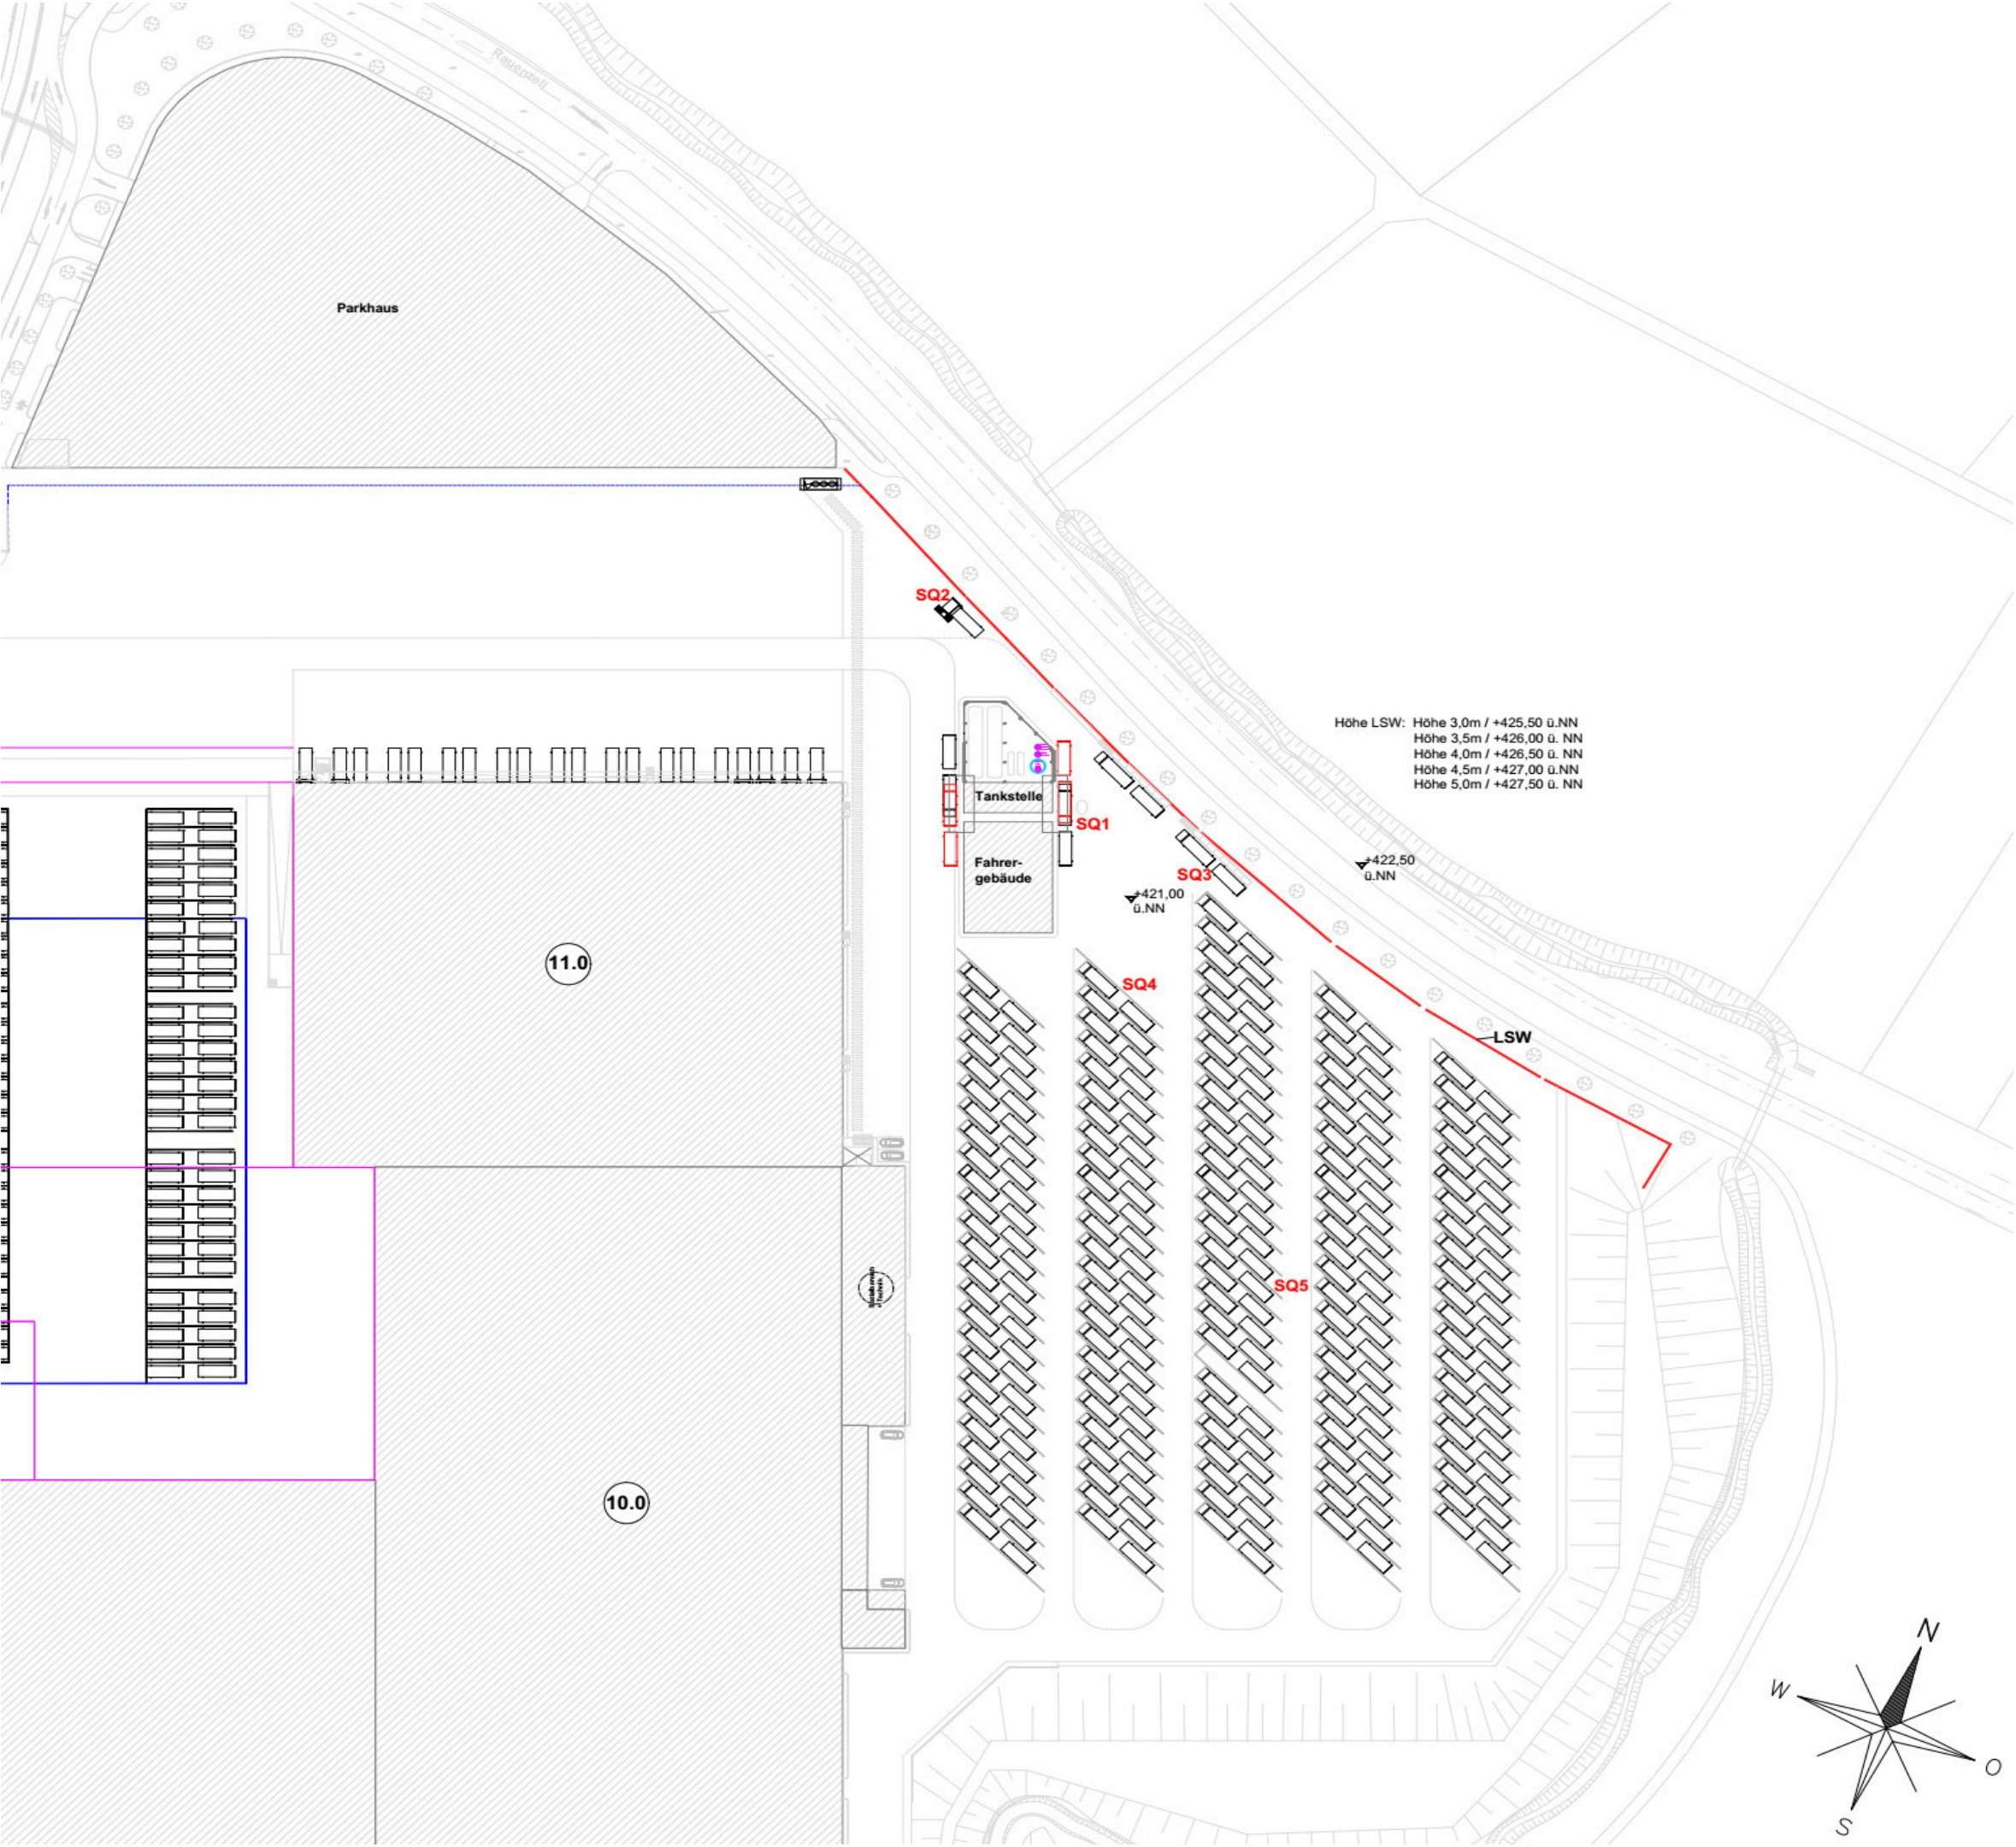 Rauenzell
Parkhaus
SQ2
Höhe LSW: Höhe 3,0m / +425,50 ü.NN
Höhe 3,5m / +426,00 ü. NN
Höhe 4,0m / +426,50 ü. NN
Höhe 4,5m / +427,00 ü.NN
Höhe 5,0m / +427,50 ü. NN
Tankstelle
SQ1
Fahrer-
gebäude
SQ3
+422,50
ü.NN
+421,00
ü.NN
11.0
SQ4
LSW
SQ5
10.0
N
W
O
S